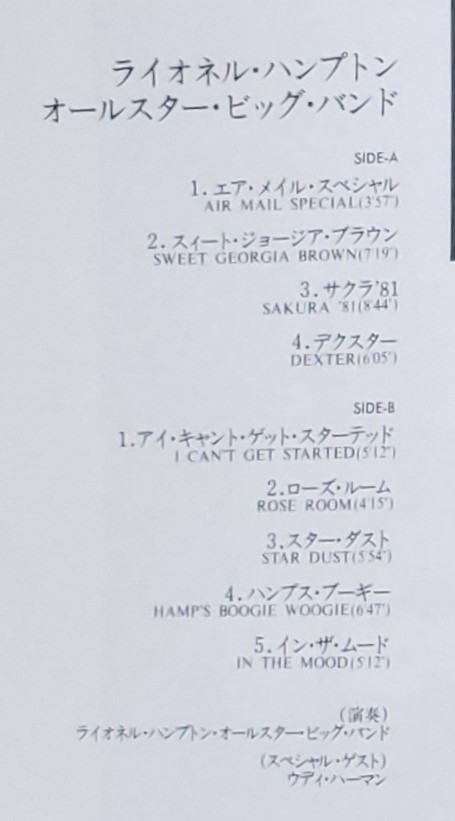 ライオネル・ハンプトン
オールスター・ビッグ・バンド
SIDE-A
1.エア・メイル・スペシャル
AIR MAIL SPECIAL(3'57")
2.スィート・ジョージア・ブラウン
SWEET GEORGIA BROWN(7'19")
3.サクラ'81
SAKURA '81(8'44")
4.デクスター
DEXTER(6'05")
SIDE-B
1.アイ・キャント・ゲット・スターテッド
I CAN'T GET STARTED(5'12")
2.ローズ・ルーム
ROSE ROOM(4'15")
3.スター・ダスト
STAR DUST(5'54")
4.ハンプス・ブーギー
HAMP'S BOOGIE WOOGIE(6'47")
5.イン・ザ・ムード
IN THE MOOD(5'12")
(演奏)
ライオネル・ハンプトン・オールスター・ビッグ・バンド
(スペシャル・ゲスト)
ウディ・ハーマン